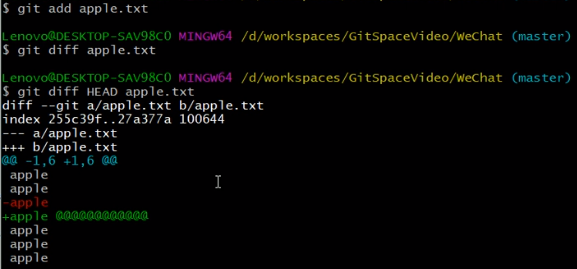 $ git add apple.txt
Lenovo@DESKTOP-SAV98C0 MINGW64 /d/workspaces/GitSpaceVideo/WeChat (master)
$ git diff apple.txt
Lenovo@DESKTOP-SAV98C0 MINGW64 /d/workspaces/GitSpaceVideo/WeChat (master)
$ git diff HEAD apple.txt
diff --git a/apple.txt b/apple.txt
index 255c39f..27a377a 100644
--- a/apple.txt
+++ b/apple.txt
@@ -1,6 +1,6 @@
 apple
 apple
-apple
+apple @@@@@@@@@@@@
 apple
 apple
 apple